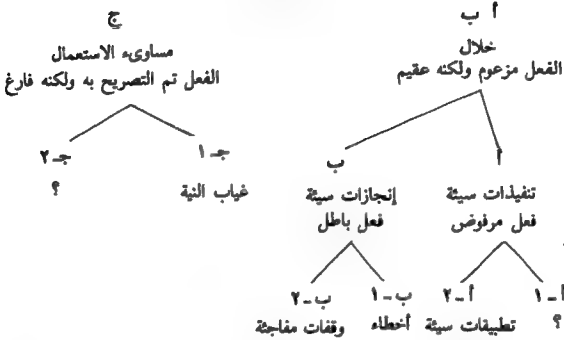 أ ب ج
خلال مساوىء الاستعمال
الفعل مزعوم ولكنه عقيم الفعل تم التصريح به ولكنه فارغ
أ ب جـ ١ جـ ٢
غياب النية ؟
تنفيذات سيئة إنجازات سيئة
فعل مرفوض فعل باطل
أ ـ ١ أ ـ ٢ ب ـ ١ ب ـ ٢
؟ تطبيقات سيئة أخطاء وقفات مفاجئة